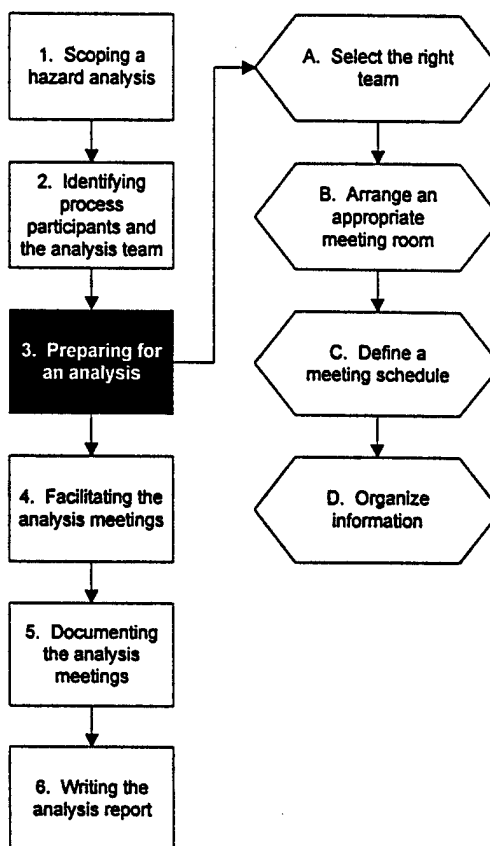 1. Scoping a
hazard analysis
2. Identifying
process
participants and
the analysis team
3. Preparing for
an analysis
4. Facilitating the
analysis meetings
5. Documenting
the analysis
meetings
6. Writing the
analysis report
A. Select the right
team
B. Arrange an
appropriate
meeting room
C. Define a
meeting schedule
D. Organize
information